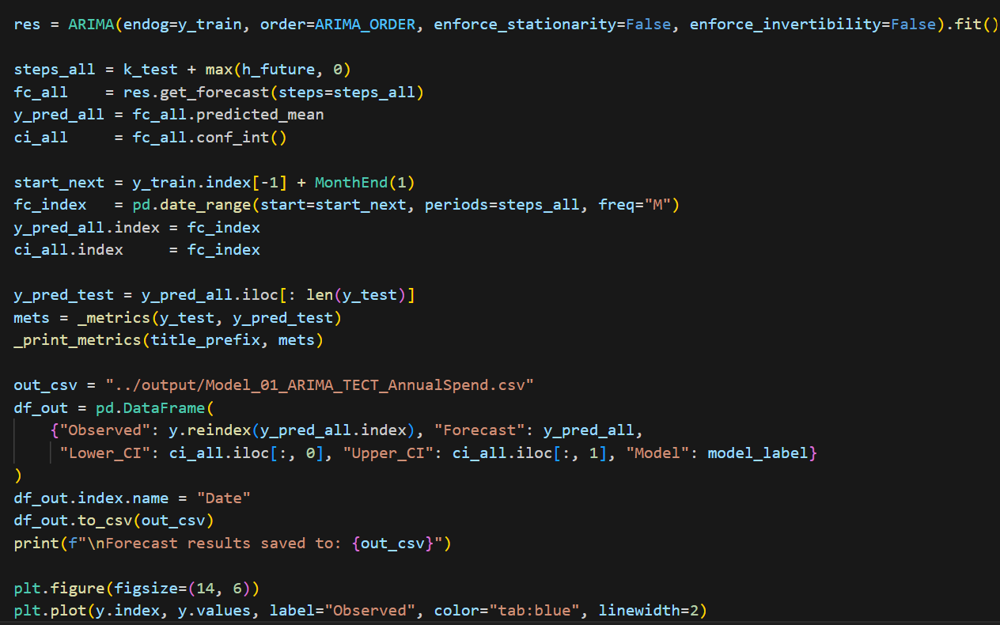 res = ARIMA(endog=y_train, order=ARIMA_ORDER, enforce_stationarity=False, enforce_invertibility=False).fit()
steps_all = k_test + max(h_future, 0)
fc_all    = res.get_forecast(steps=steps_all)
y_pred_all = fc_all.predicted_mean
ci_all     = fc_all.conf_int()
start_next = y_train.index[-1] + MonthEnd(1)
fc_index   = pd.date_range(start=start_next, periods=steps_all, freq="M")
y_pred_all.index = fc_index
ci_all.index     = fc_index
y_pred_test = y_pred_all.iloc[: len(y_test)]
mets = _metrics(y_test, y_pred_test)
_print_metrics(title_prefix, mets)
out_csv = "../output/Model_01_ARIMA_TECT_AnnualSpend.csv"
df_out = pd.DataFrame(
    {"Observed": y.reindex(y_pred_all.index), "Forecast": y_pred_all,
     "Lower_CI": ci_all.iloc[:, 0], "Upper_CI": ci_all.iloc[:, 1], "Model": model_label}
)
df_out.index.name = "Date"
df_out.to_csv(out_csv)
print(f"\nForecast results saved to: {out_csv}")
plt.figure(figsize=(14, 6))
plt.plot(y.index, y.values, label="Observed", color="tab:blue", linewidth=2)